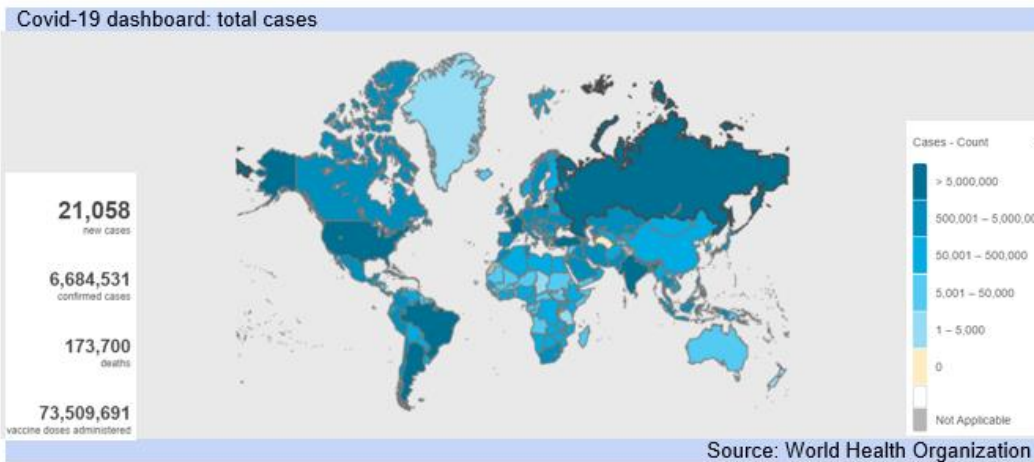 Covid-19 dashboard: total cases
21,058
new cases
6,684,531
confirmed cases
173,700
deaths
73,509,691
vaccine doses administered
Cases - Count
> 5,000,000
500,001 – 5,000,00
50,001 – 500,000
5,001 – 50,000
1 – 5,000
0
Not Applicable
Source: World Health Organization